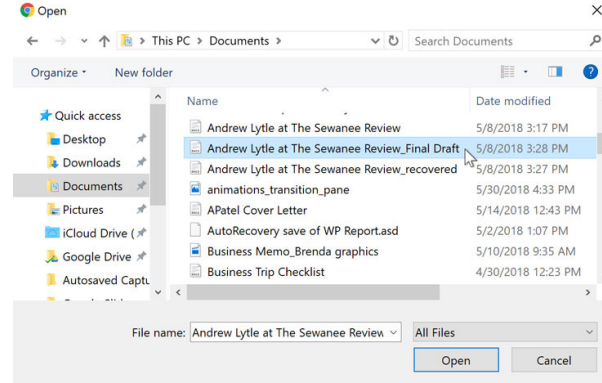 Open
This PC > Documents >
Search Documents
Organize
New folder
?
Name
Date modified
Quick access
Desktop
Downloads
Documents
Pictures
iCloud Drive (
Google Drive
Autosaved Captu
Andrew Lytle at The Sewanee Review 5/8/2018 3:17 PM
Andrew Lytle at The Sewanee Review_Final Draft 5/8/2018 3:28 PM
Andrew Lytle at The Sewanee Review_recovered 5/8/2018 3:27 PM
animations_transition_pane 5/30/2018 4:33 PM
APatel Cover Letter 5/14/2018 12:43 PM
AutoRecovery save of WP Report.asd 5/2/2018 1:07 PM
Business Memo_Brenda graphics 5/10/2018 9:35 AM
Business Trip Checklist 4/30/2018 12:23 PM
File name: Andrew Lytle at The Sewanee Review
All Files
Open
Cancel